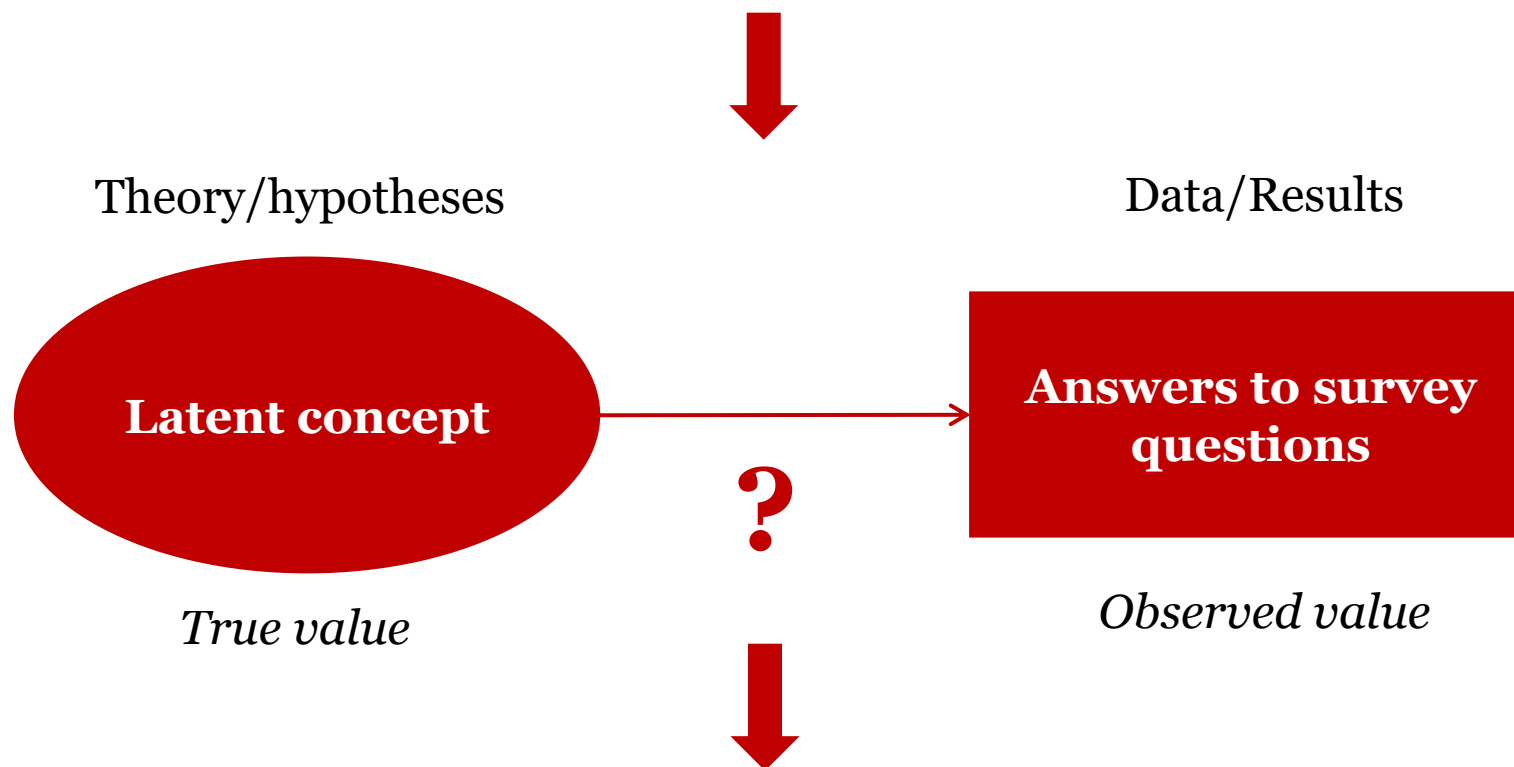 Theory/hypotheses
Data/Results
Latent concept
Answers to survey
questions
?
True value
Observed value